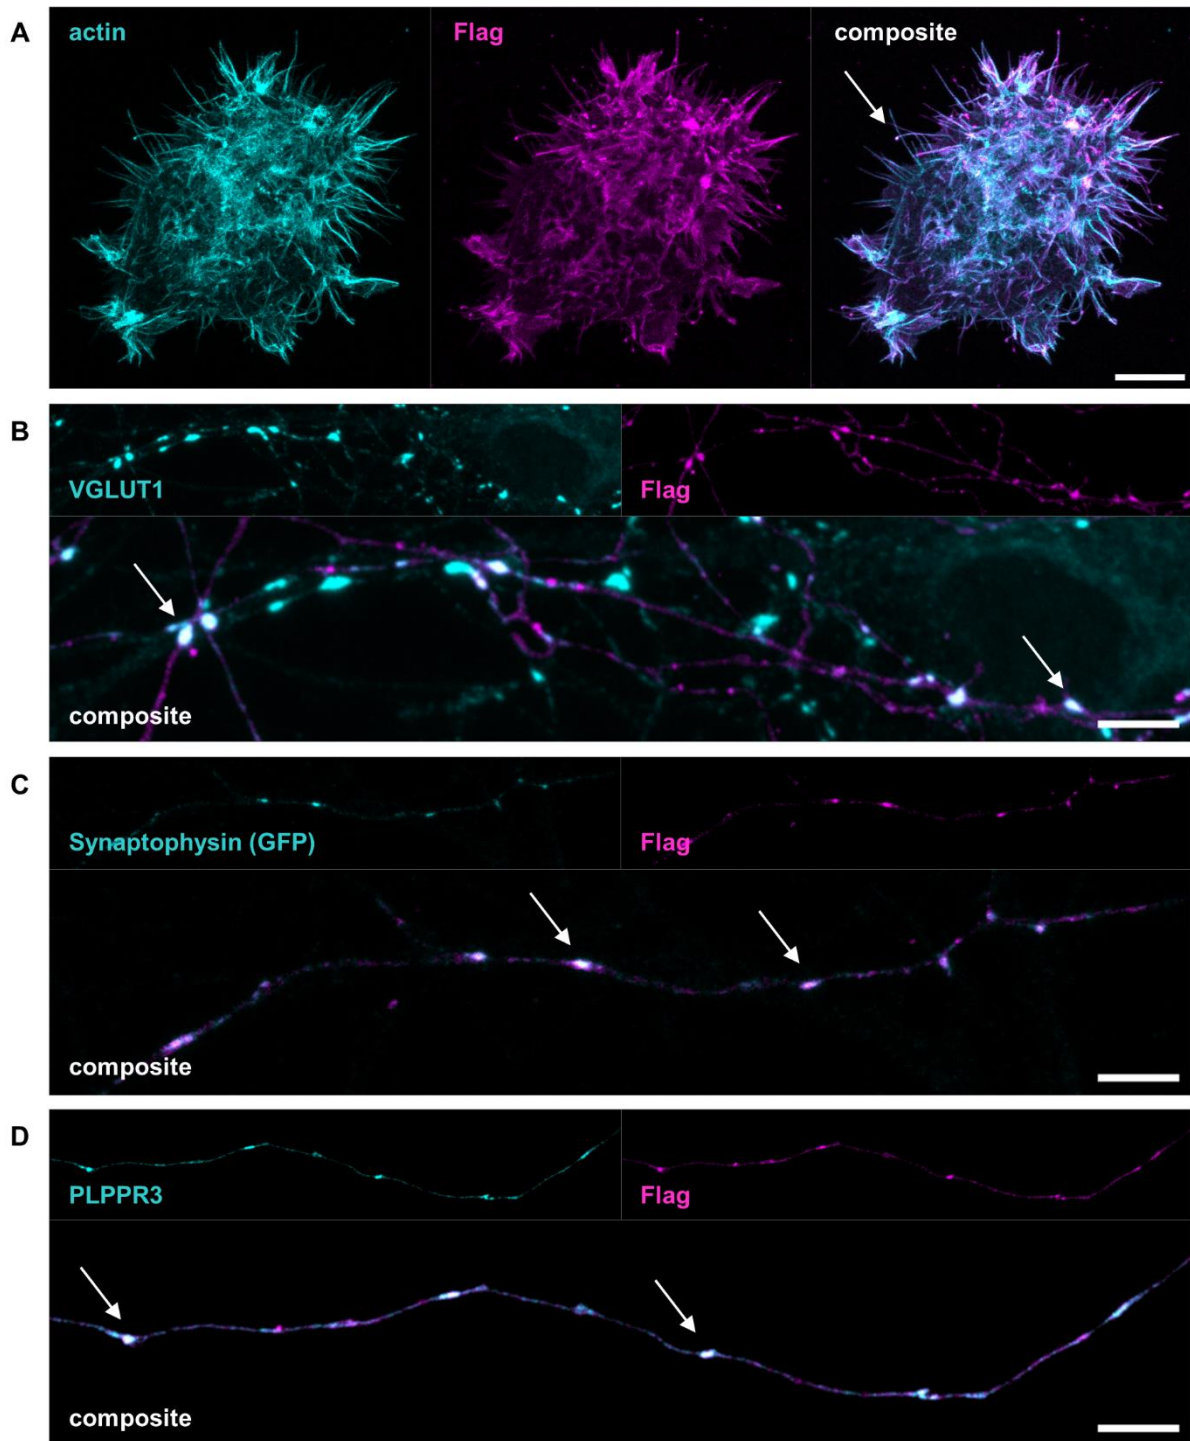 A
actin
Flag
composite
B
VGLUT1
Flag
composite
C
Synaptophysin (GFP)
Flag
composite
D
PLPPR3
Flag
composite